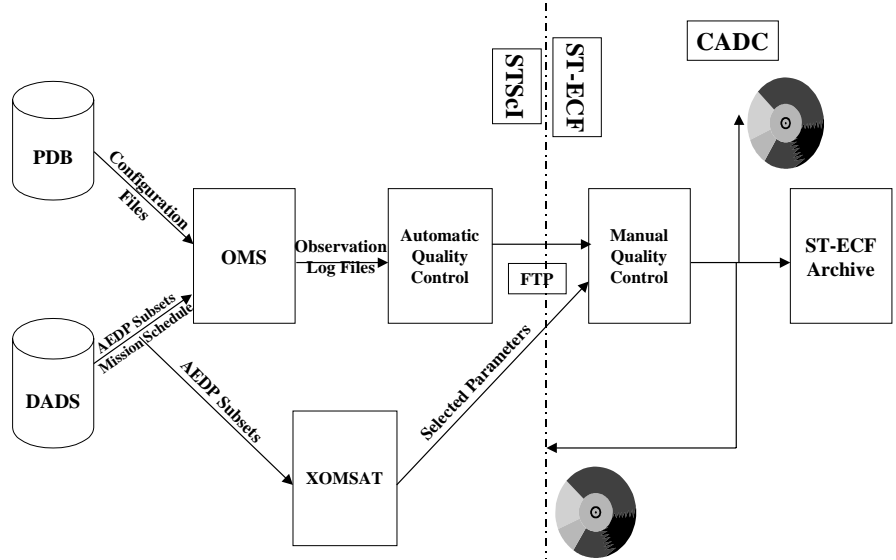 STScI
ST-ECF
CADC
PDB
Configuration
Files
OMS
Observation
Log Files
Automatic
Quality
Control
FTP
Manual
Quality
Control
ST-ECF
Archive
DADS
AEDP Subsets
Mission Schedule
AEDP Subsets
XOMSAT
Selected Parameters